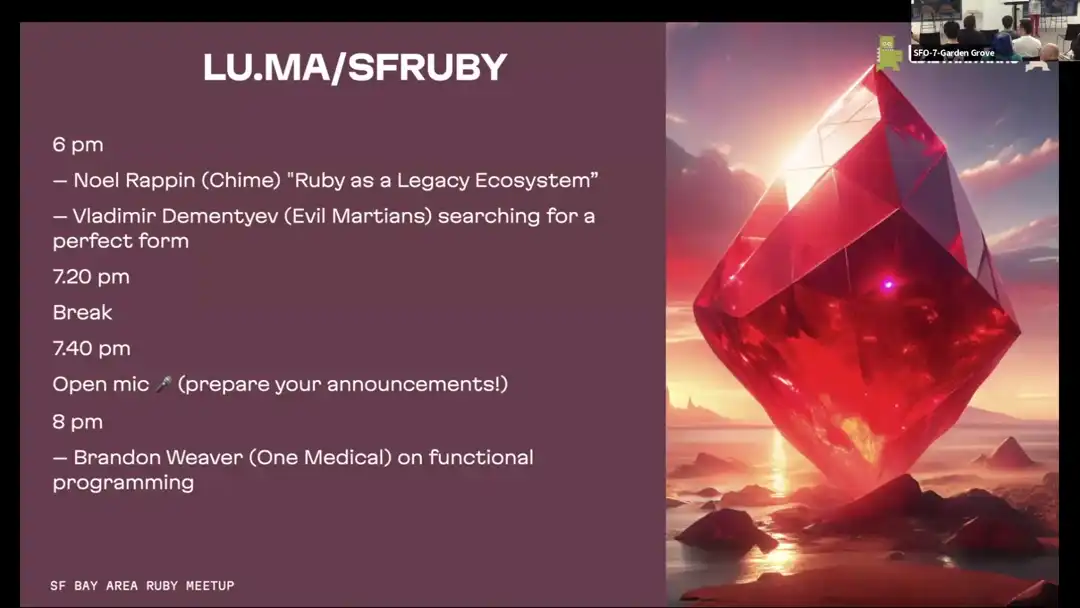 LU.MA/SFRUBY
SFO-7-Garden Grove
6 pm
— Noel Rappin (Chime) "Ruby as a Legacy Ecosystem”
— Vladimir Dementyev (Evil Martians) searching for a
perfect form
7.20 pm
Break
7.40 pm
Open mic 🎤 (prepare your announcements!)
8 pm
— Brandon Weaver (One Medical) on functional
programming
SF BAY AREA RUBY MEETUP